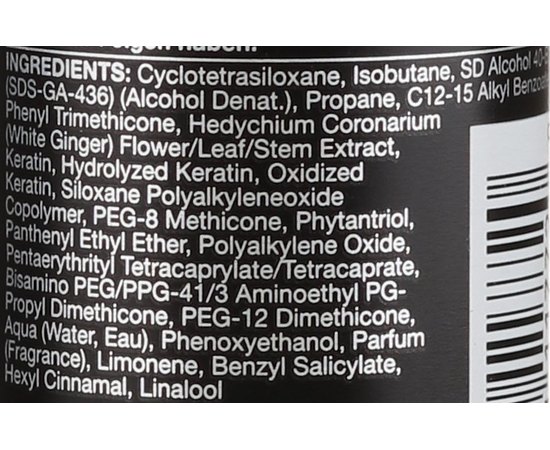 INGREDIENTS: Cyclotetrasiloxane, Isobutane, SD Alcohol 40-B
(SDS-GA-436) (Alcohol Denat.), Propane, C12-15 Alkyl Benzoate
Phenyl Trimethicone, Hedychium Coronarium
(White Ginger) Flower/Leaf/Stem Extract,
Keratin, Hydrolyzed Keratin, Oxidized
Keratin, Siloxane Polyalkyleneoxide
Copolymer, PEG-8 Methicone, Phytantriol,
Panthenyl Ethyl Ether, Polyalkylene Oxide,
Pentaerythrityl Tetracaprylate/Tetracaprate,
Bisamino PEG/PPG-41/3 Aminoethyl PG-
Propyl Dimethicone, PEG-12 Dimethicone,
Aqua (Water, Eau), Phenoxyethanol, Parfum
(Fragrance), Limonene, Benzyl Salicylate,
Hexyl Cinnamal, Linalool